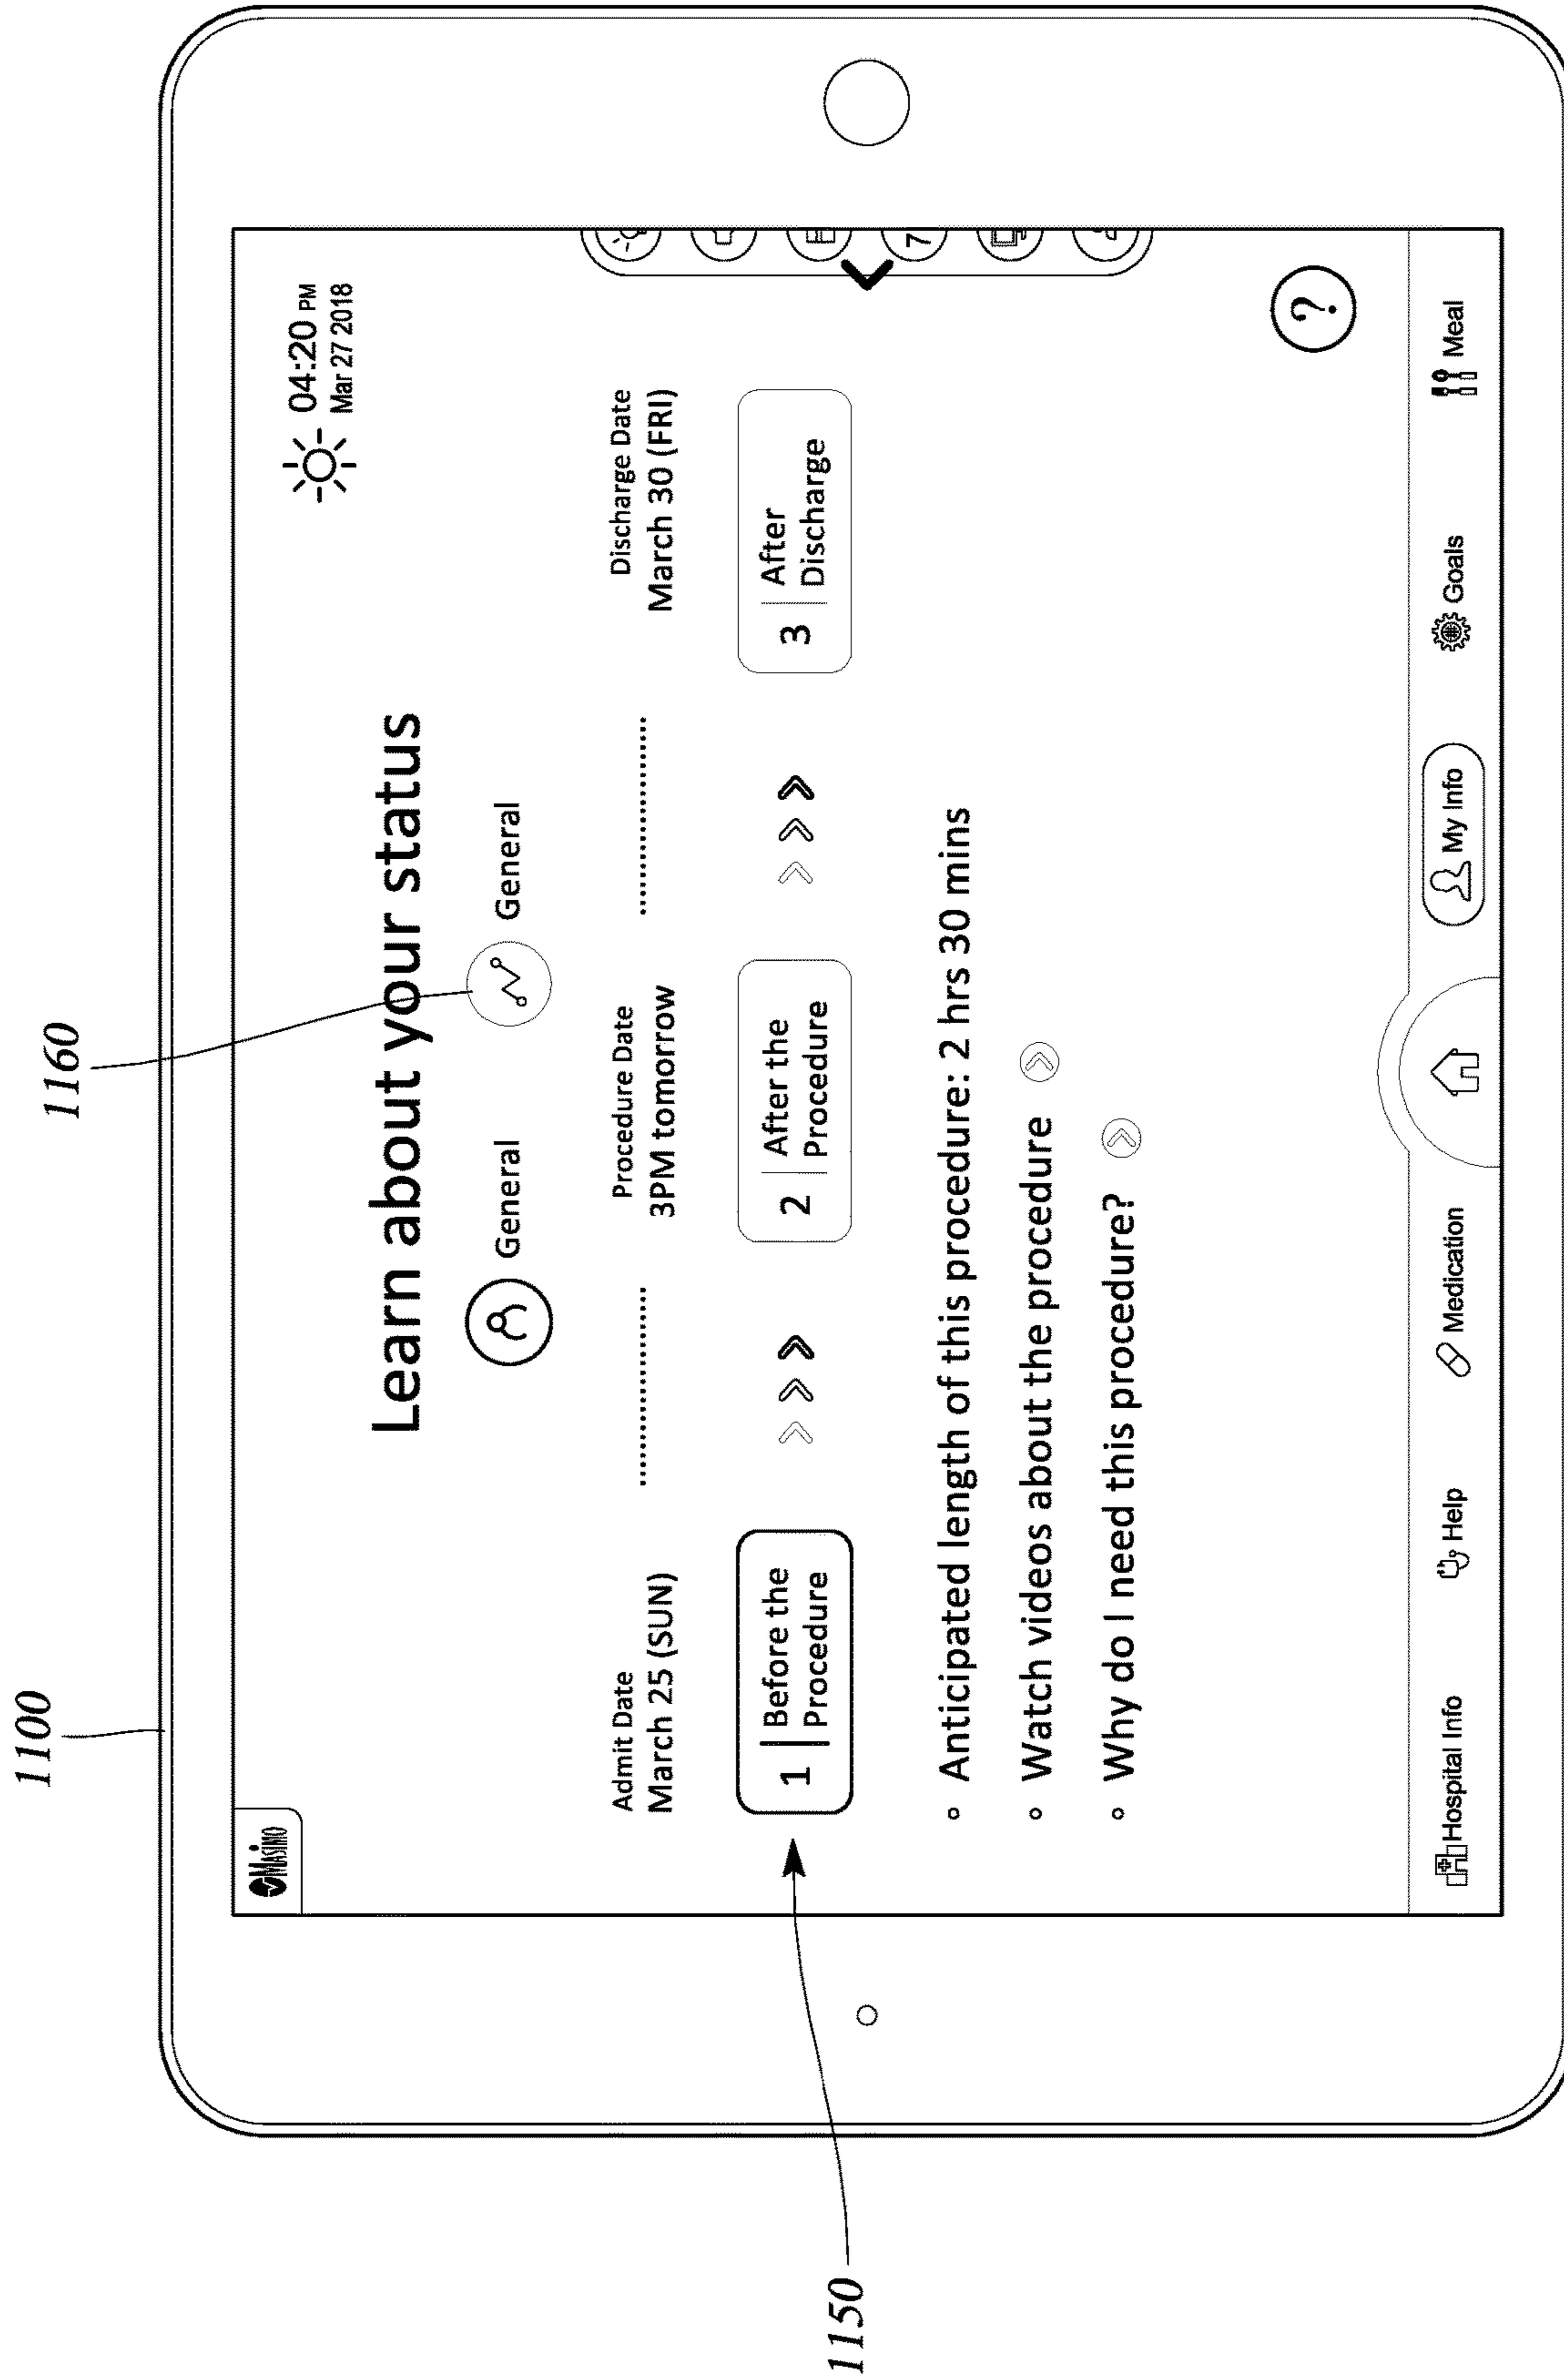 1100
1160
1150
MASIMO
04:20 PM
Mar 27 2018
Learn about your status
General
General
Admit Date
March 25 (SUN)
Procedure Date
3PM tomorrow
Discharge Date
March 30 (FRI)
1 Before the
Procedure
2 After the
Procedure
3 After
Discharge
7
Anticipated length of this procedure: 2 hrs 30 mins
Watch videos about the procedure
Why do I need this procedure?
?
Hospital Info
Help
Medication
My Info
Goals
Meal